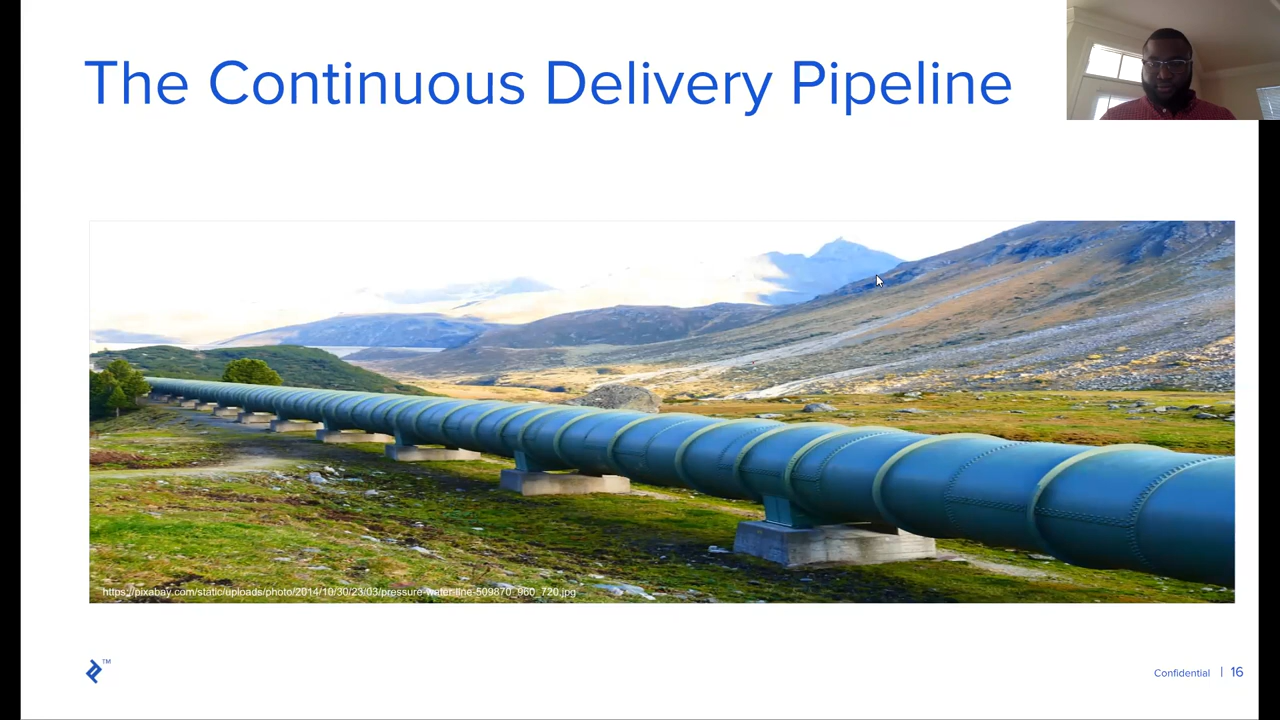 The Continuous Delivery Pipeline
https://pixabay.com/static/uploads/photo/2014/10/30/23/03/pressure-water-line-509870_960_720.jpg
TM
Confidential | 16